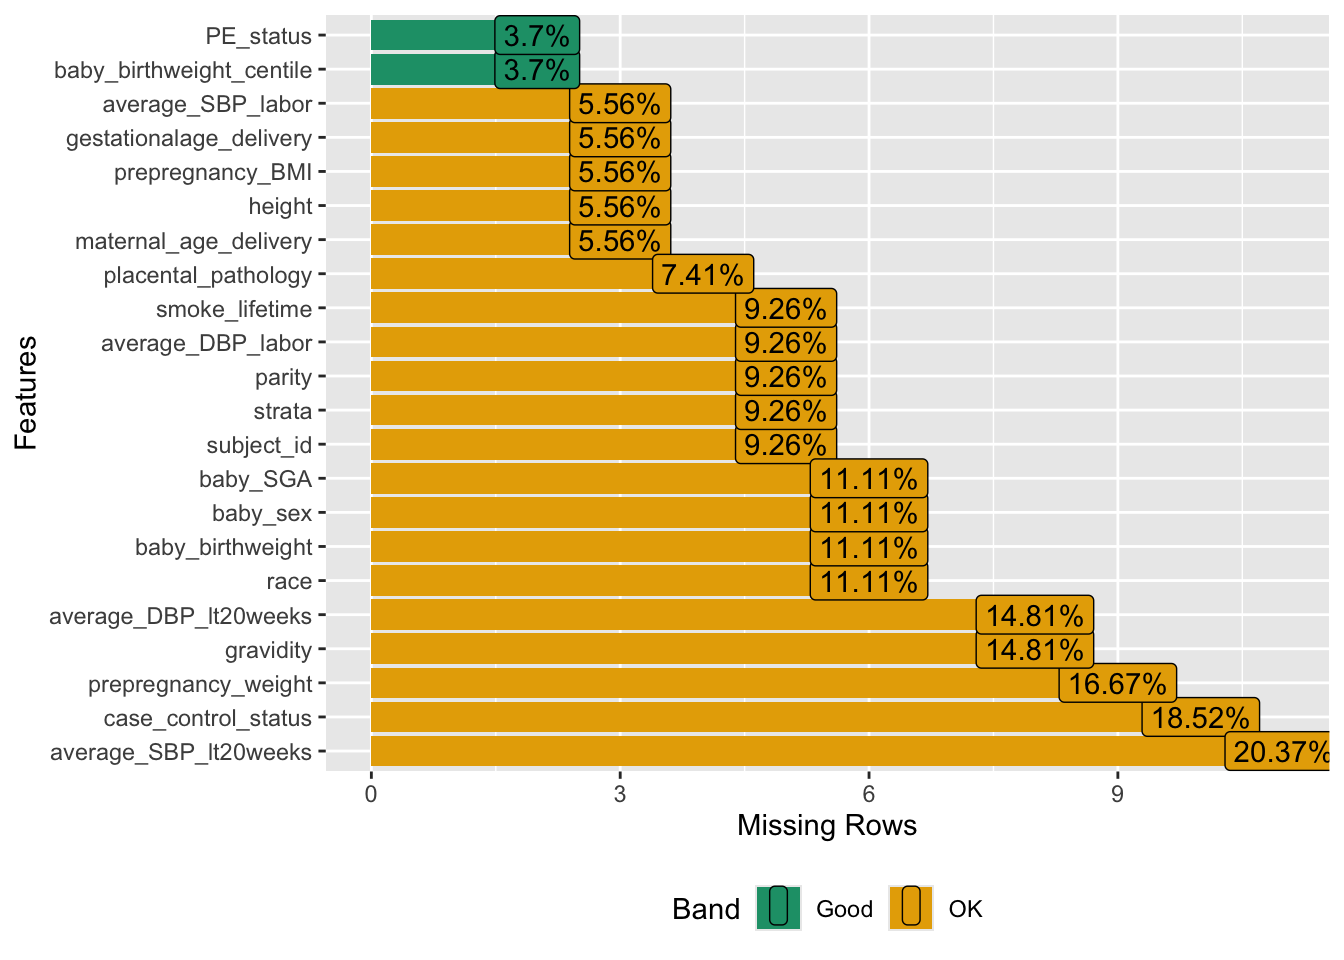 PE_status 3.7%
baby_birthweight_centile 3.7%
average_SBP_labor 5.56%
gestationalage_delivery 5.56%
prepregnancy_BMI 5.56%
height 5.56%
maternal_age_delivery 5.56%
placental_pathology 7.41%
smoke_lifetime 9.26%
average_DBP_labor 9.26%
parity 9.26%
strata 9.26%
subject_id 9.26%
baby_SGA 11.11%
baby_sex 11.11%
baby_birthweight 11.11%
race 11.11%
average_DBP_lt20weeks 14.81%
gravidity 14.81%
prepregnancy_weight 16.67%
case_control_status 18.52%
average_SBP_lt20weeks 20.37%
Features
0 3 6 9
Missing Rows
Band Good OK